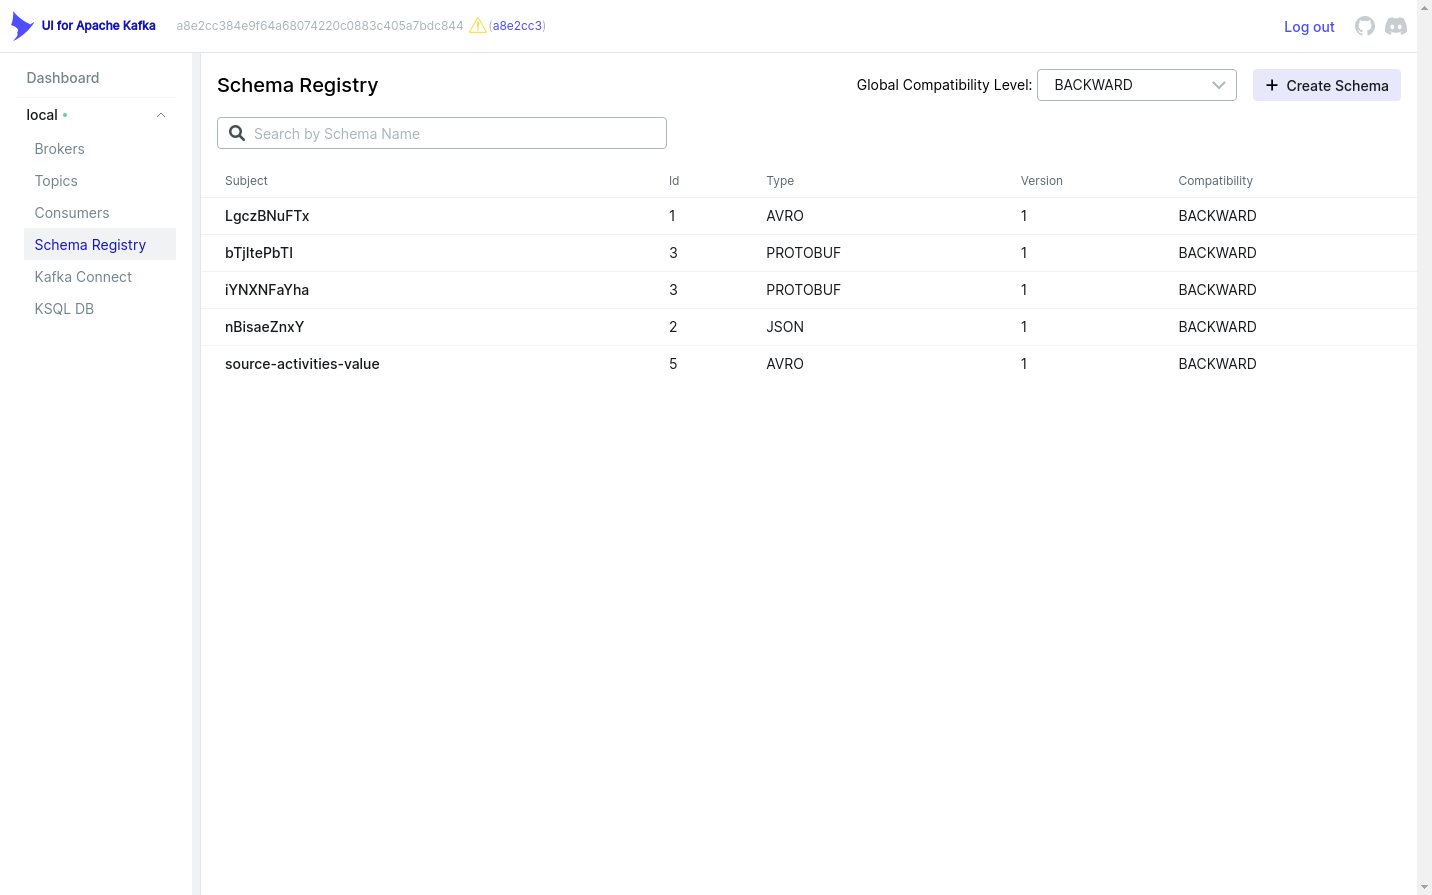 UI for Apache Kafka a8e2cc384e9f64a68074220c0883c405a7bdc844 (a8e2cc3) Log out
Dashboard
local
Brokers
Topics
Consumers
Schema Registry
Kafka Connect
KSQL DB
Schema Registry Global Compatibility Level: BACKWARD Create Schema
Search by Schema Name
Subject Id Type Version Compatibility
LgczBNuFTx 1 AVRO 1 BACKWARD
bTjltePbTI 3 PROTOBUF 1 BACKWARD
iYNXNFaYha 3 PROTOBUF 1 BACKWARD
nBisaeZnxY 2 JSON 1 BACKWARD
source-activities-value 5 AVRO 1 BACKWARD